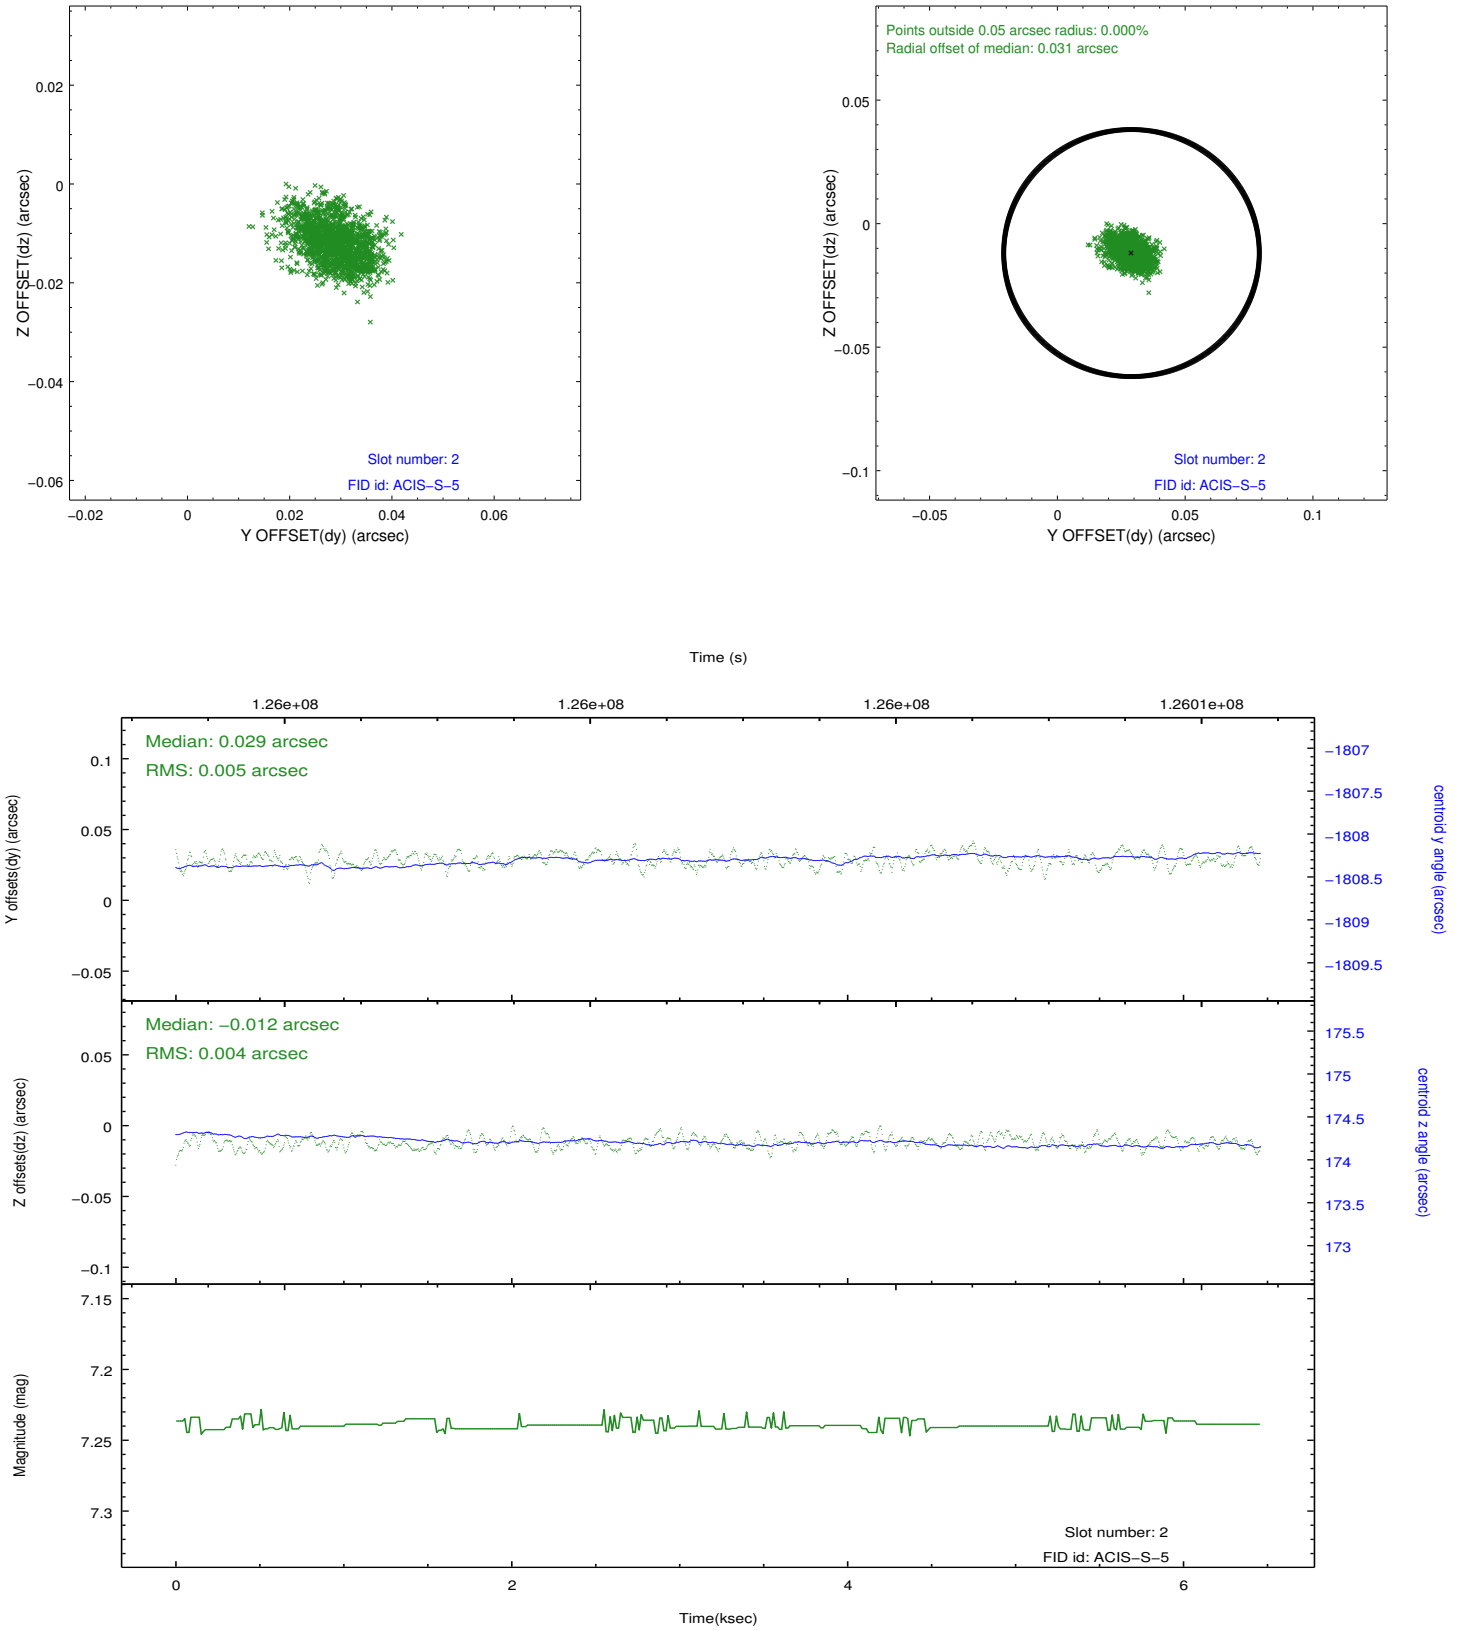 0.02
0
−0.02
−0.04
−0.06
Z OFFSET(dz) (arcsec)
Slot number: 2
FID id: ACIS−S−5
−0.02 0 0.02 0.04 0.06
Y OFFSET(dy) (arcsec)
Points outside 0.05 arcsec radius: 0.000%
Radial offset of median: 0.031 arcsec
0.05
0
−0.05
−0.1
Z OFFSET(dz) (arcsec)
Slot number: 2
FID id: ACIS−S−5
−0.05 0 0.05 0.1
Y OFFSET(dy) (arcsec)
Time (s)
1.26e+08 1.26e+08 1.26e+08 1.2601e+08
Median: 0.029 arcsec
RMS: 0.005 arcsec
0.1
0.05
0
−0.05
Y offsets(dy) (arcsec)
−1807
−1807.5
−1808
−1808.5
−1809
−1809.5
centroid y angle (arcsec)
Median: −0.012 arcsec
RMS: 0.004 arcsec
0.05
0
−0.05
−0.1
Z offsets(dz) (arcsec)
175.5
175
174.5
174
173.5
173
centroid z angle (arcsec)
7.15
7.2
7.25
7.3
Magnitude (mag)
Slot number: 2
FID id: ACIS−S−5
0 2 4 6
Time(ksec)